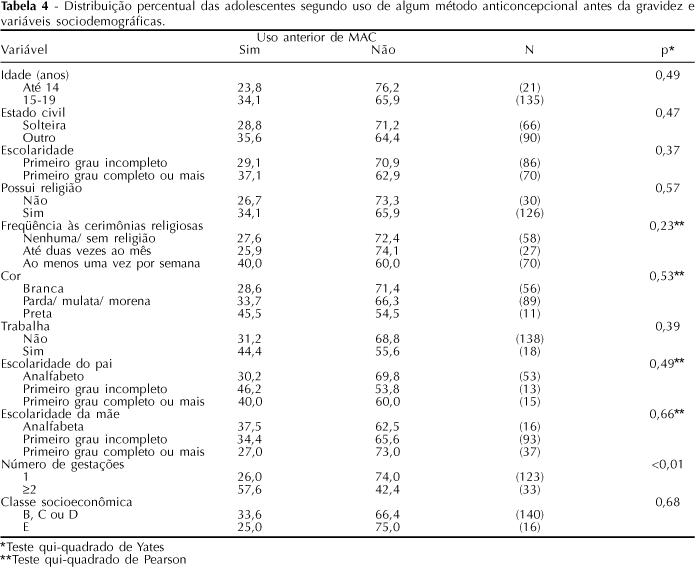 Tabela 4 - Distribuição percentual das adolescentes segundo uso de algum método anticoncepcional antes da gravidez e
variáveis sociodemográficas.
Uso anterior de MAC
Variável Sim Não N p*
Idade (anos) 0,49
Até 14 23,8 76,2 (21)
15-19 34,1 65,9 (135)
Estado civil 0,47
Solteira 28,8 71,2 (66)
Outro 35,6 64,4 (90)
Escolaridade 0,37
Primeiro grau incompleto 29,1 70,9 (86)
Primeiro grau completo ou mais 37,1 62,9 (70)
Possui religião 0,57
Não 26,7 73,3 (30)
Sim 34,1 65,9 (126)
Freqüência às cerimônias religiosas 0,23**
Nenhuma/ sem religião 27,6 72,4 (58)
Até duas vezes ao mês 25,9 74,1 (27)
Ao menos uma vez por semana 40,0 60,0 (70)
Cor 0,53**
Branca 28,6 71,4 (56)
Parda/ mulata/ morena 33,7 66,3 (89)
Preta 45,5 54,5 (11)
Trabalha 0,39
Não 31,2 68,8 (138)
Sim 44,4 55,6 (18)
Escolaridade do pai 0,49**
Analfabeto 30,2 69,8 (53)
Primeiro grau incompleto 46,2 53,8 (13)
Primeiro grau completo ou mais 40,0 60,0 (15)
Escolaridade da mãe 0,66**
Analfabeta 37,5 62,5 (16)
Primeiro grau incompleto 34,4 65,6 (93)
Primeiro grau completo ou mais 27,0 73,0 (37)
Número de gestações <0,01
1 26,0 74,0 (123)
≥2 57,6 42,4 (33)
Classe socioeconômica 0,68
B, C ou D 33,6 66,4 (140)
E 25,0 75,0 (16)
*Teste qui-quadrado de Yates
**Teste qui-quadrado de Pearson